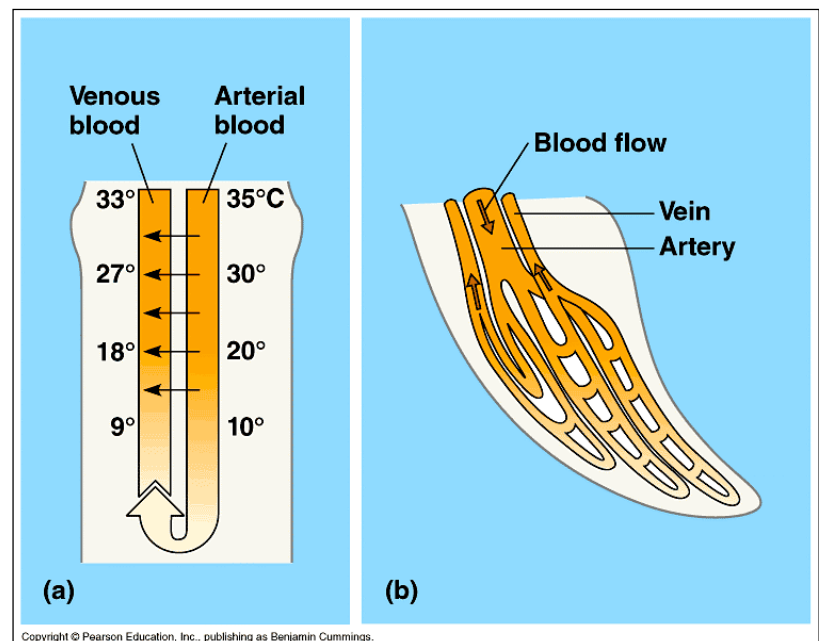 Venous
blood
Arterial
blood
33° 35°C
27° 30°
18° 20°
9° 10°
(a)
Blood flow
Vein
Artery
(b)
Copyright © Pearson Education, Inc., publishing as Benjamin Cummings.